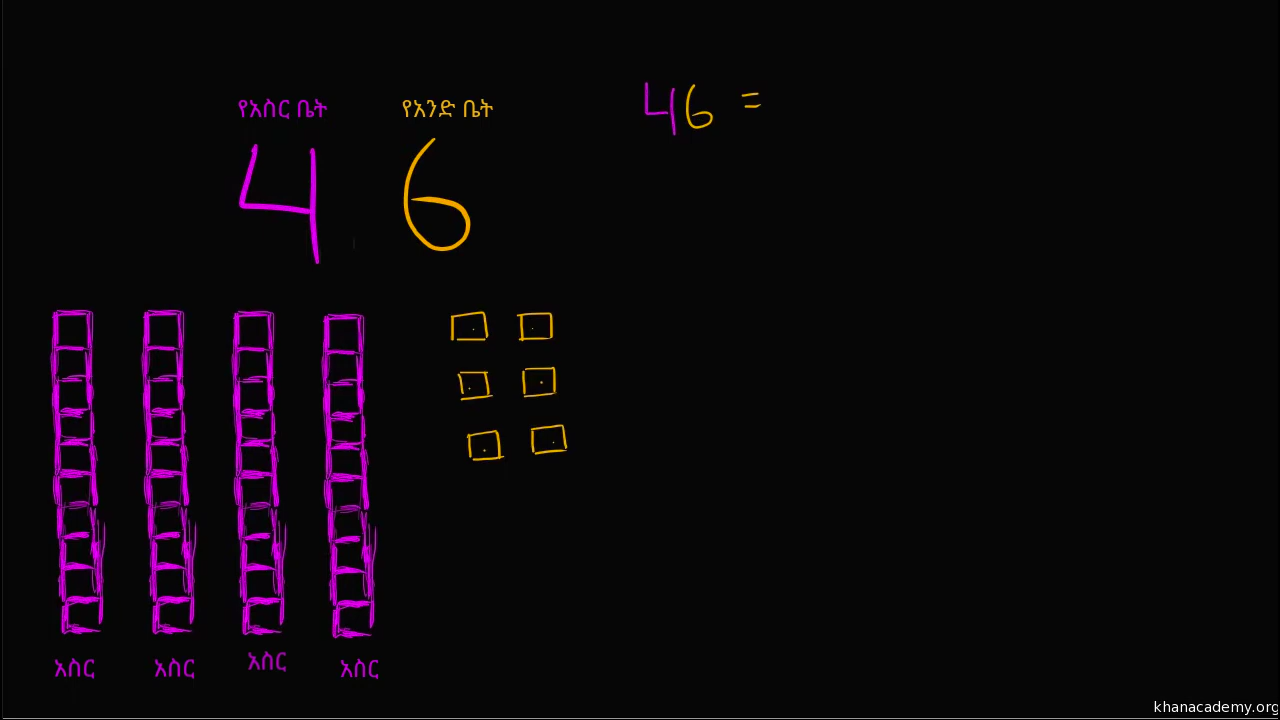 የአስር ቤት የአንድ ቤት
4 6
46 =
አስር አስር አስር አስር
khanacademy.org